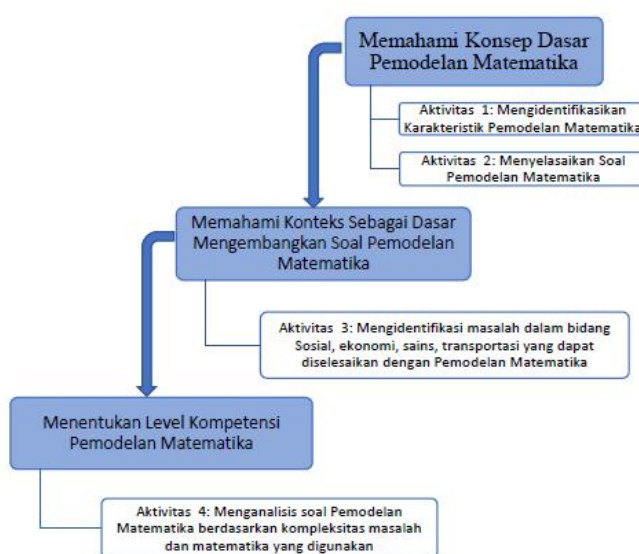 Memahami Konsep Dasar
Pemodelan Matematika
Aktivitas 1: Mengidentifikasikan
Karakteristik Pemodelan Matematika
Aktivitas 2: Menyelasaikan Soal
Pemodelan Matematika
Memahami Konteks Sebagai Dasar
Mengembangkan Soal Pemodelan
Matematika
Aktivitas 3: Mengidentifikasi masalah dalam bidang
Sosial, ekonomi, sains, transportasi yang dapat
diselesaikan dengan Pemodelan Matematika
Menentukan Level Kompetensi
Pemodelan Matematika
Aktivitas 4: Menganalisis soal Pemodelan
Matematika berdasarkan kompleksitas masalah
dan matematika yang digunakan